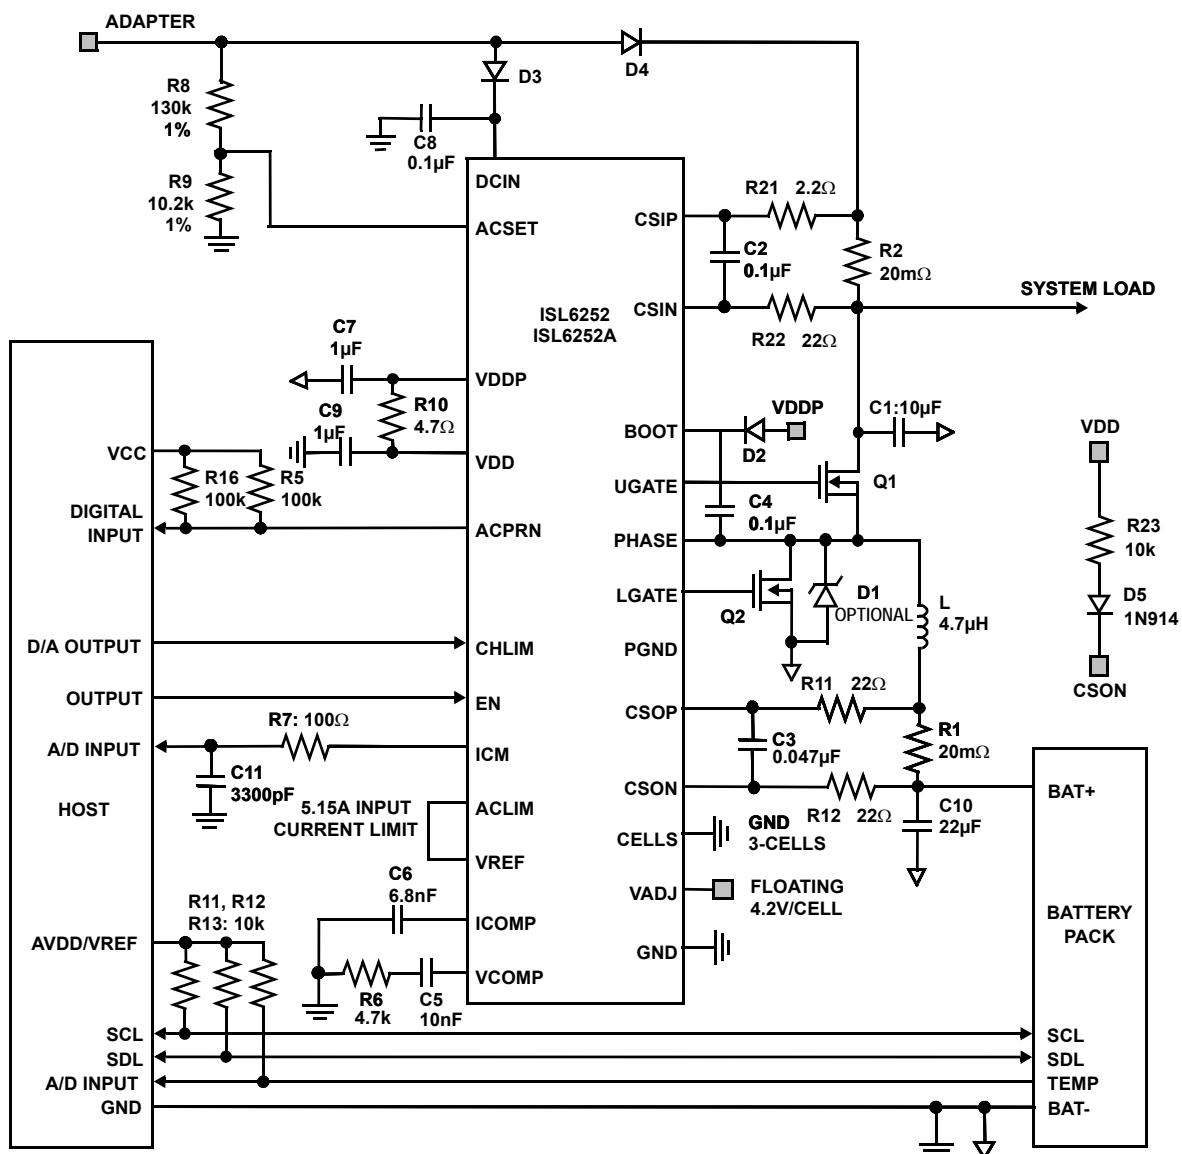 ADAPTER
D3
D4
R8
130k
1%
C8
0.1µF
R9
10.2k
1%
DCIN
ACSET
R21 2.2Ω
CSIP
C2
0.1µF
R2
20mΩ
SYSTEM LOAD
ISL6252
ISL6252A
CSIN
R22 22Ω
C7
1µF
VDDP
R10
4.7Ω
C9
1µF
VDD
BOOT
VDDP
D2
C1:10µF
VDD
VCC
R16
100k
R5
100k
DIGITAL
INPUT
ACPRN
UGATE
Q1
C4
0.1µF
PHASE
R23
10k
LGATE
Q2
D1
OPTIONAL
L
4.7µH
D5
1N914
CSON
D/A OUTPUT
CHLIM
PGND
OUTPUT
EN
R11 22Ω
CSOP
R7: 100Ω
A/D INPUT
ICM
C3
0.047µF
R1
20mΩ
C11
3300pF
CSON
R12 22Ω
BAT+
HOST
5.15A INPUT
CURRENT LIMIT
ACLIM
VREF
C10
22µF
CELLS
GND
3-CELLS
C6
6.8nF
VADJ
FLOATING
4.2V/CELL
R11, R12
R13: 10k
ICOMP
AVDD/VREF
GND
BATTERY
PACK
VCOMP
R6
4.7k
C5
10nF
SCL
SCL
SDL
SDL
A/D INPUT
TEMP
GND
BAT-